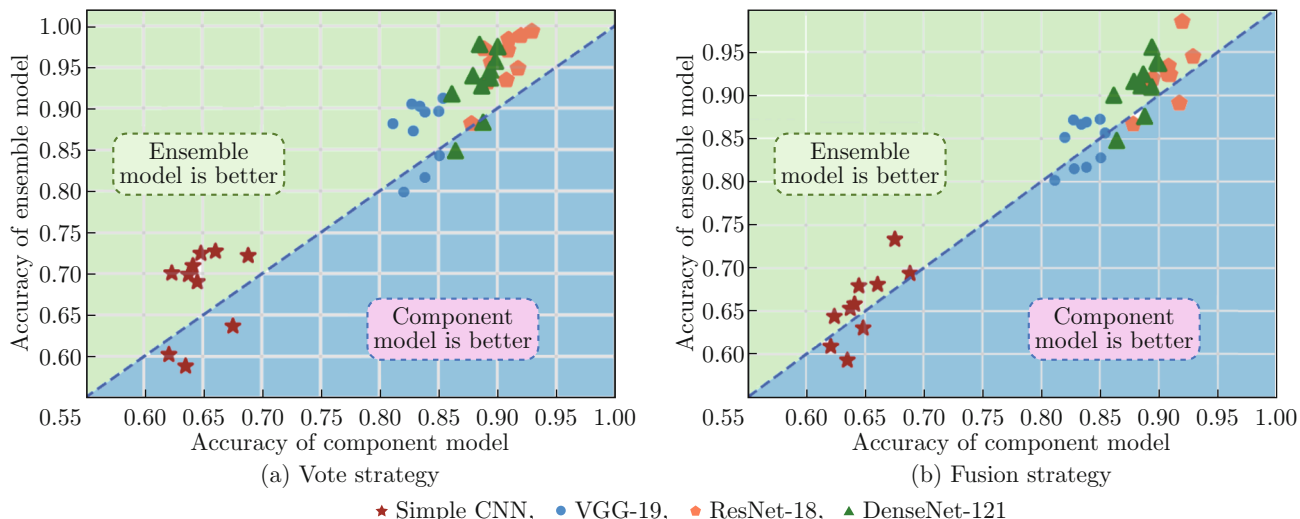 Accuracy of ensemble model
1.00
0.95
0.90
0.85
0.80
0.75
0.70
0.65
0.60
0.55
Ensemble
model is better
Component
model is better
0.60 0.65 0.70 0.75 0.80 0.85 0.90 0.95 1.00
Accuracy of component model
(a) Vote strategy
Accuracy of ensemble model
0.95
0.90
0.85
0.80
0.75
0.70
0.65
0.60
0.55
Ensemble
model is better
Component
model is better
0.60 0.65 0.70 0.75 0.80 0.85 0.90 0.95 1.00
Accuracy of component model
(b) Fusion strategy
Simple CNN, VGG-19, ResNet-18, DenseNet-121